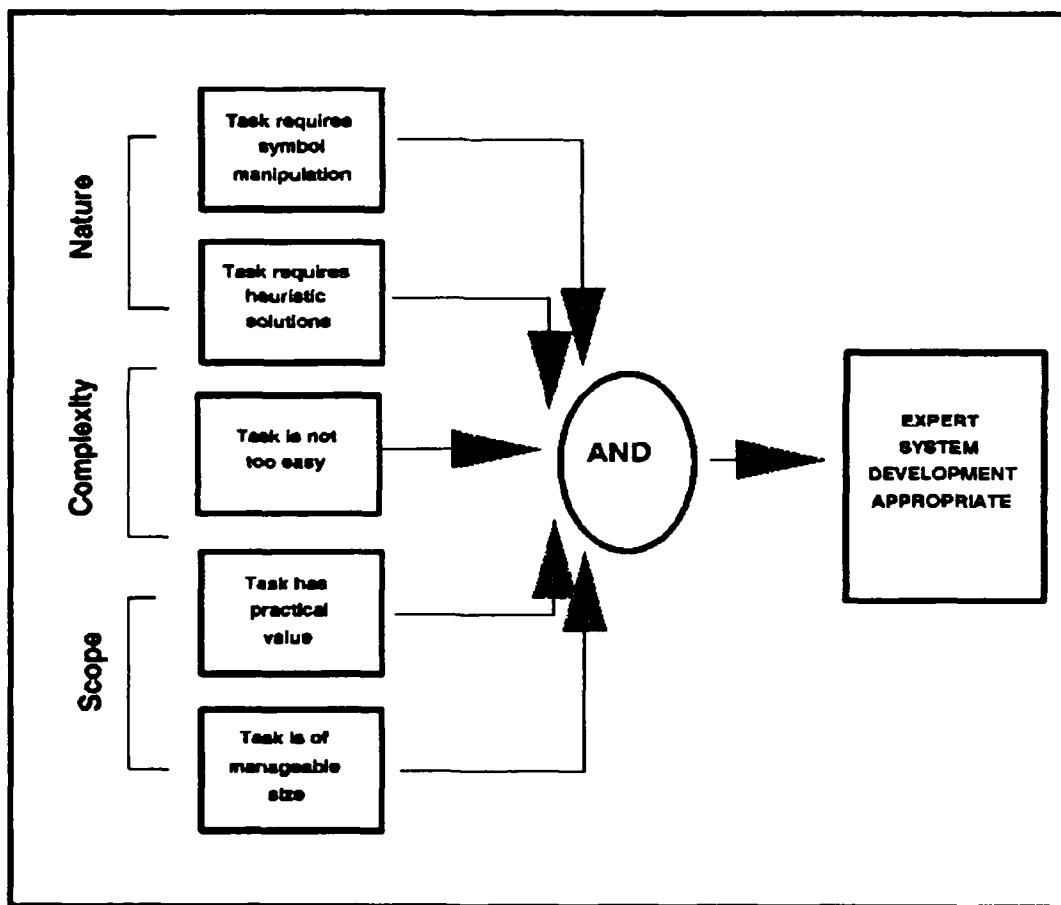 Nature
Task requires
symbol
manipulation
Task requires
heuristic
solutions
Complexity
Task is not
too easy
Scope
Task has
practical
value
Task is of
manageable
size
AND
EXPERT
SYSTEM
DEVELOPMENT
APPROPRIATE